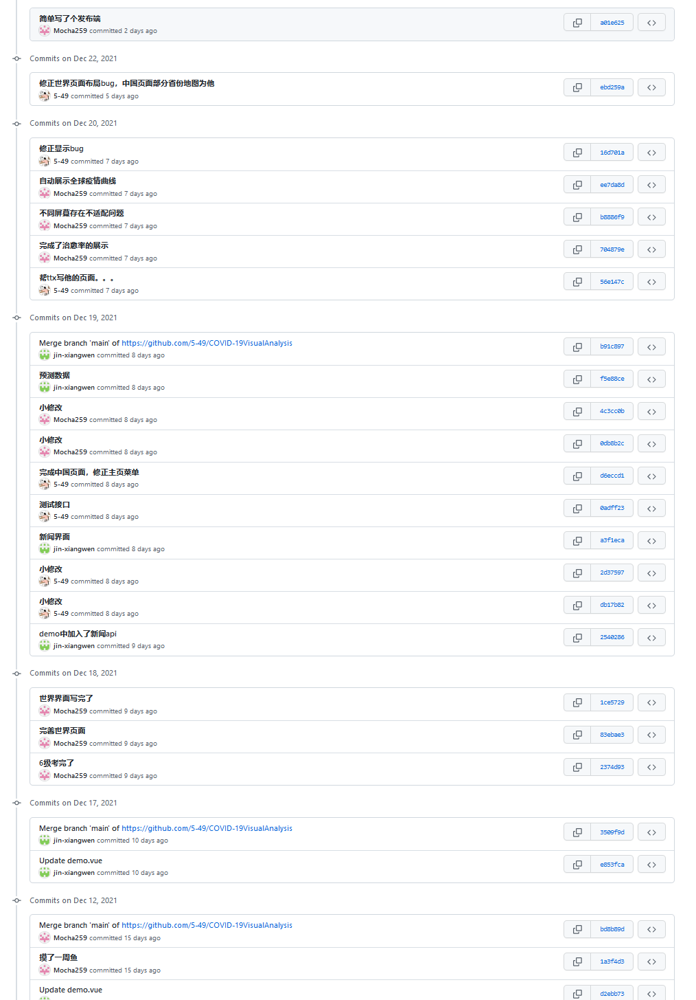 简单写了个发布端
Mocha259 committed 2 days ago
a01e625
Commits on Dec 22, 2021
修正世界页面布局bug，中国页面部分省份地图为他
5-49 committed 5 days ago
ebd259a
Commits on Dec 20, 2021
修正显示bug
5-49 committed 7 days ago
16d701a
自动展示全球疫情曲线
Mocha259 committed 7 days ago
ee7da8d
不同屏幕存在不适配问题
Mocha259 committed 7 days ago
b8886f9
完成了治愈率的展示
Mocha259 committed 7 days ago
704879e
帮ttx写他的页面。。。
5-49 committed 7 days ago
56e147c
Commits on Dec 19, 2021
Merge branch 'main' of https://github.com/5-49/COVID-19VisualAnalysis
jin-xiangwen committed 8 days ago
b91c897
预测数据
jin-xiangwen committed 8 days ago
f5e88ce
小修改
Mocha259 committed 8 days ago
4c3cc0b
小修改
Mocha259 committed 8 days ago
0db8b2c
完成中国页面，修正主页菜单
5-49 committed 8 days ago
d6eccd1
测试接口
5-49 committed 8 days ago
0adff23
新闻界面
jin-xiangwen committed 8 days ago
a3f1eca
小修改
5-49 committed 8 days ago
2d37597
小修改
5-49 committed 8 days ago
db17b82
demo中加入了新闻api
jin-xiangwen committed 9 days ago
2540286
Commits on Dec 18, 2021
世界界面写完了
Mocha259 committed 9 days ago
1ce5729
完善世界页面
Mocha259 committed 9 days ago
83ebae3
6级考完了
Mocha259 committed 9 days ago
2374d93
Commits on Dec 17, 2021
Merge branch 'main' of https://github.com/5-49/COVID-19VisualAnalysis
jin-xiangwen committed 10 days ago
3509f9d
Update demo.vue
jin-xiangwen committed 10 days ago
e853fca
Commits on Dec 12, 2021
Merge branch 'main' of https://github.com/5-49/COVID-19VisualAnalysis
Mocha259 committed 15 days ago
bd8b89d
摸了一周鱼
Mocha259 committed 15 days ago
1a3f4d3
Update demo.vue
d2ebb73